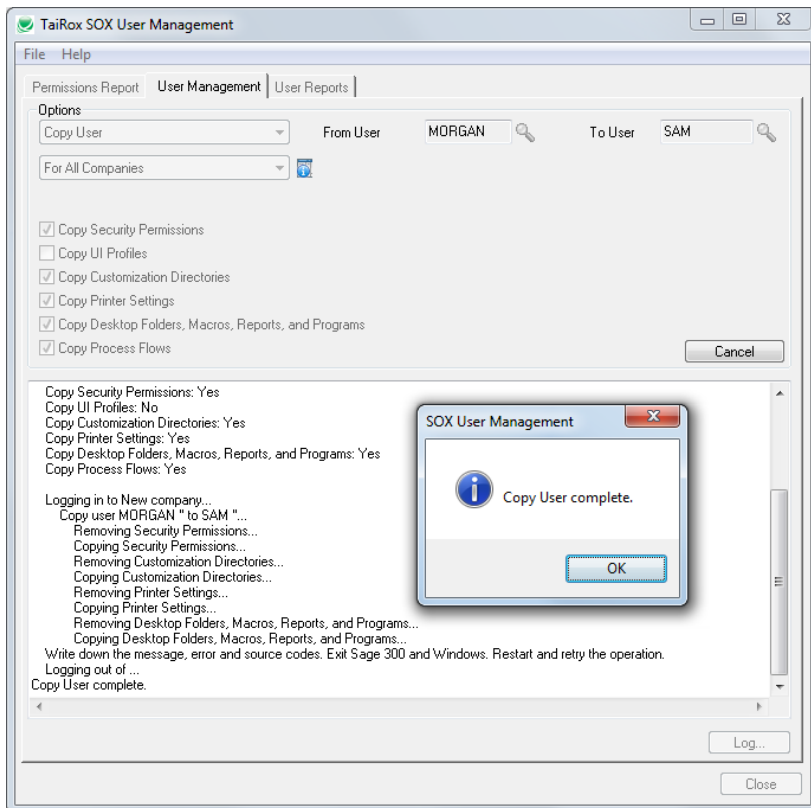 TaiRox SOX User Management
File Help
Permissions Report User Management User Reports
Options
Copy User From User MORGAN To User SAM
For All Companies
Copy Security Permissions
Copy UI Profiles
Copy Customization Directories
Copy Printer Settings
Copy Desktop Folders, Macros, Reports, and Programs
Copy Process Flows
Cancel
Copy Security Permissions: Yes
Copy UI Profiles: No
Copy Customization Directories: Yes
Copy Printer Settings: Yes
Copy Desktop Folders, Macros, Reports, and Programs: Yes
Copy Process Flows: Yes
Logging in to New company...
Copy user MORGAN " to SAM "...
Removing Security Permissions...
Copying Security Permissions...
Removing Customization Directories...
Copying Customization Directories...
Removing Printer Settings...
Copying Printer Settings...
Removing Desktop Folders, Macros, Reports, and Programs...
Copying Desktop Folders, Macros, Reports, and Programs...
Write down the message, error and source codes. Exit Sage 300 and Windows. Restart and retry the operation.
Logging out of ...
Copy User complete.
SOX User Management
Copy User complete.
OK
Log...
Close